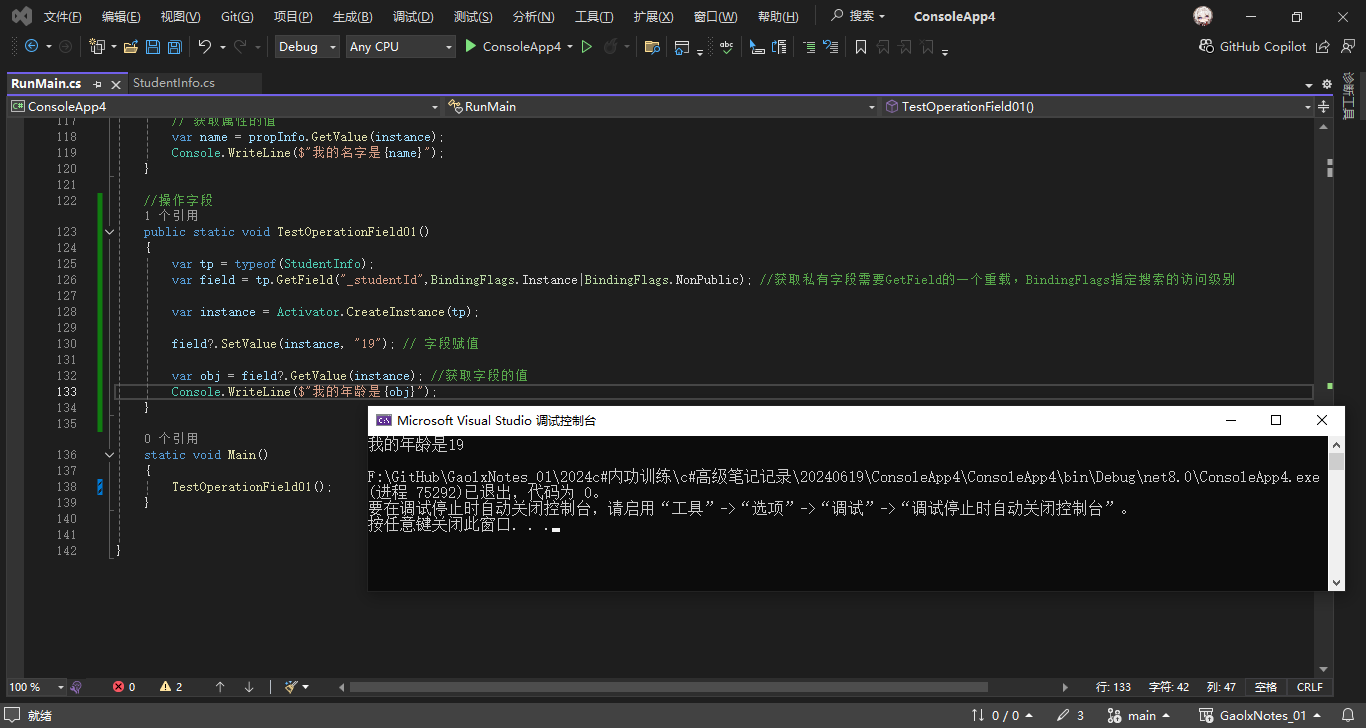 文件(F) 编辑(E) 视图(V) Git(G) 项目(P) 生成(B) 调试(D) 测试(S) 分析(N) 工具(T) 扩展(X) 窗口(W) 帮助(H) 搜索 ConsoleApp4
Debug Any CPU ConsoleApp4 abc GitHub Copilot
RunMain.cs StudentInfo.cs
诊断工具
C# ConsoleApp4 RunMain TestOperationField01()
117 // 获取属性的值
118 var name = propInfo.GetValue(instance);
119 Console.WriteLine($"我的名字是{name}");
120 }
121
122 //操作字段
1 个引用
123 public static void TestOperationField01()
124 {
125 var tp = typeof(StudentInfo);
126 var field = tp.GetField("_studentId",BindingFlags.Instance|BindingFlags.NonPublic); //获取私有字段需要GetField的一个重载，BindingFlags指定搜索的访问级别
127
128 var instance = Activator.CreateInstance(tp);
129
130 field?.SetValue(instance, "19"); // 字段赋值
131
132 var obj = field?.GetValue(instance); //获取字段的值
133 Console.WriteLine($"我的年龄是{obj}");
134 }
135
0 个引用
136 static void Main()
137 {
138 TestOperationField01();
139 }
140
141
142 }
Microsoft Visual Studio 调试控制台
我的年龄是19
F:\GitHub\GaolxNotes_01\2024c#内功训练\c#高级笔记记录\20240619\ConsoleApp4\ConsoleApp4\bin\Debug\net8.0\ConsoleApp4.exe
(进程 75292)已退出，代码为 0。
要在调试停止时自动关闭控制台，请启用“工具”->“选项”->“调试”->“调试停止时自动关闭控制台”。
按任意键关闭此窗口. . .
100 % 0 2 行: 133 字符: 42 列: 47 空格 CRLF
就绪 0 / 0 3 main GaolxNotes_01